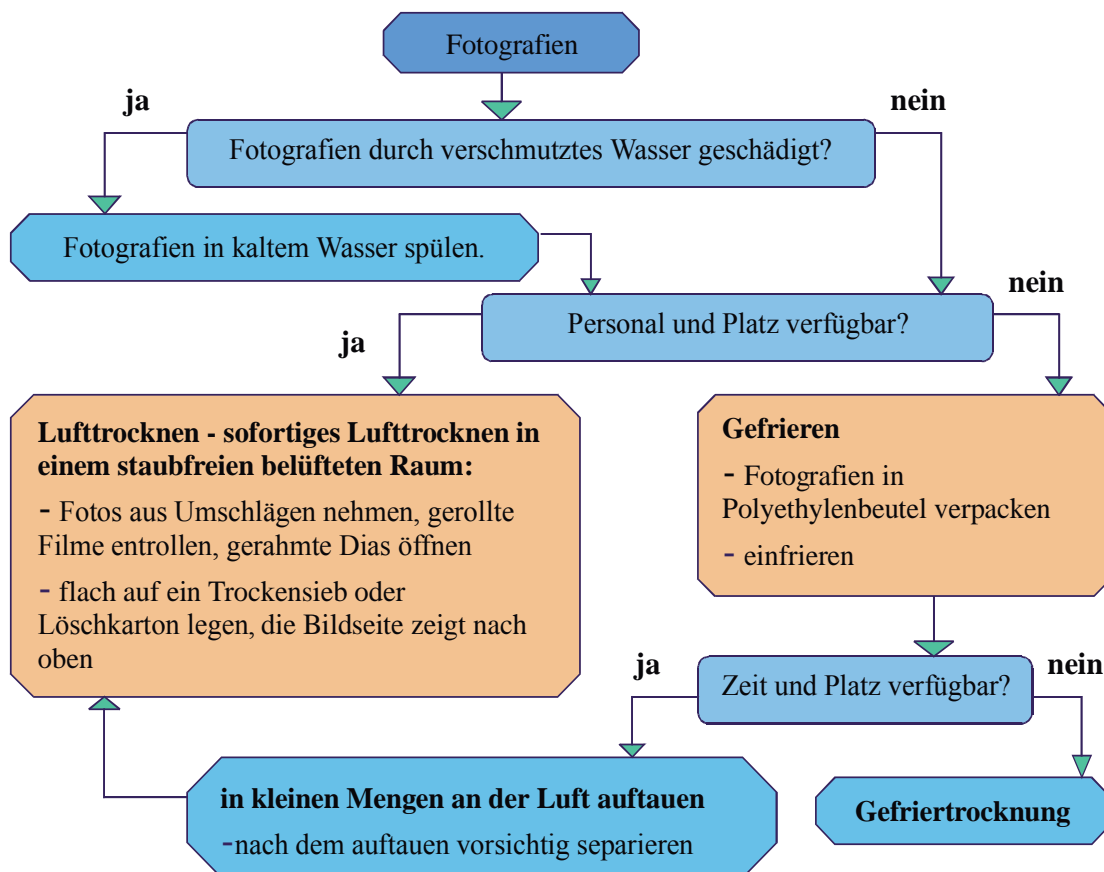 Fotografien
ja
nein
Fotografien durch verschmutztes Wasser geschädigt?
Fotografien in kaltem Wasser spülen.
nein
Personal und Platz verfügbar?
ja
Lufttrocknen - sofortiges Lufttrocknen in
einem staubfreien belüfteten Raum:
- Fotos aus Umschlägen nehmen, gerollte
Filme entrollen, gerahmte Dias öffnen
- flach auf ein Trockensieb oder
Löschkarton legen, die Bildseite zeigt nach
oben
Gefrieren
- Fotografien in
Polyethylenbeutel verpacken
- einfrieren
ja
nein
Zeit und Platz verfügbar?
in kleinen Mengen an der Luft auftauen
-nach dem auftauen vorsichtig separieren
Gefriertrocknung